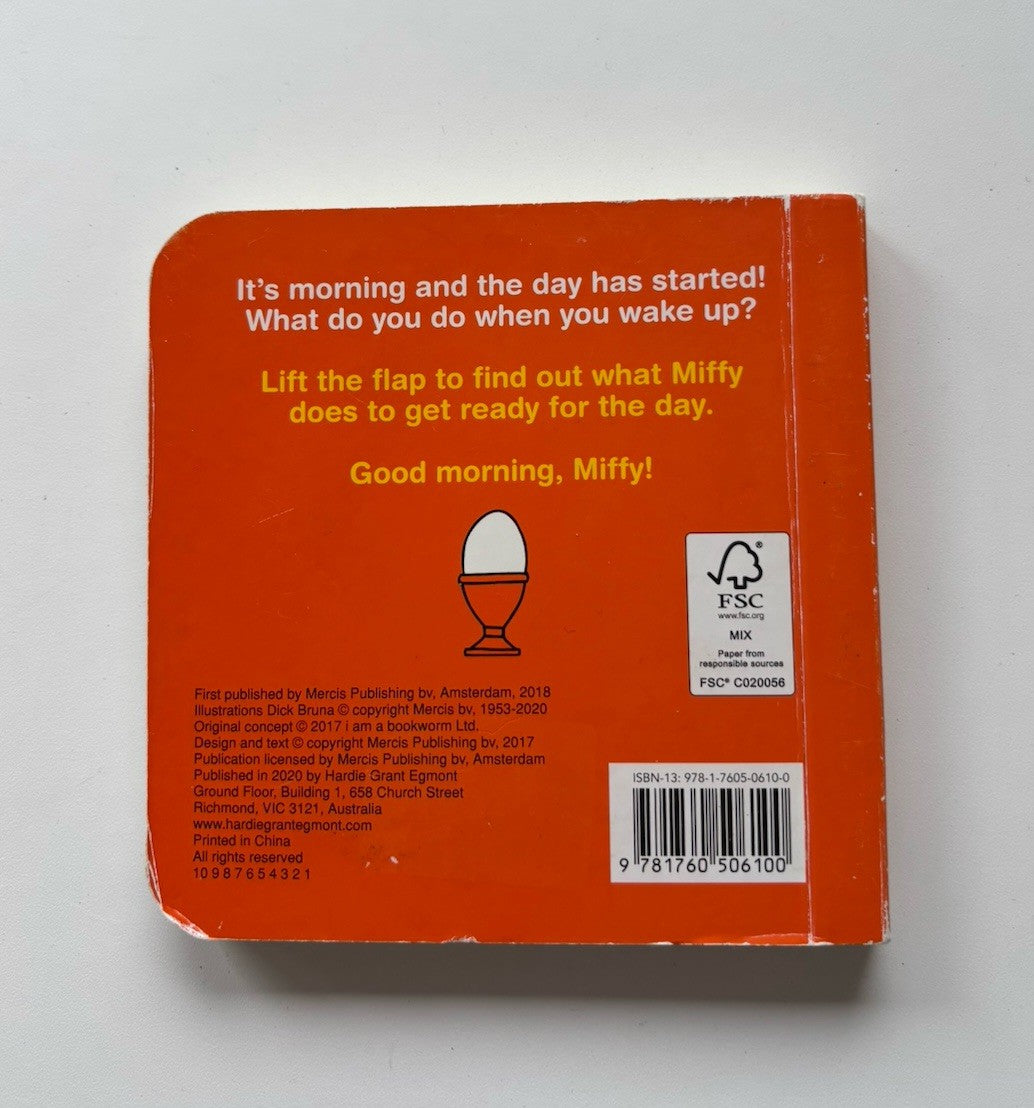 It's morning and the day has started!
What do you do when you wake up?
Lift the flap to find out what Miffy
does to get ready for the day.
Good morning, Miffy!
FSC
®
www.fsc.org
MIX
Paper from
responsible sources
FSC® C020056
First published by Mercis Publishing bv, Amsterdam, 2018
Illustrations Dick Bruna © copyright Mercis bv, 1953-2020
Original concept © 2017 i am a bookworm Ltd.
Design and text © copyright Mercis Publishing bv, 2017
Publication licensed by Mercis Publishing bv, Amsterdam
Published in 2020 by Hardie Grant Egmont
Ground Floor, Building 1, 658 Church Street
Richmond, VIC 3121, Australia
www.hardiegrantegmont.com
Printed in China
All rights reserved
10 9 8 7 6 5 4 3 2 1
ISBN-13: 978-1-7605-0610-0
9 781760 506100